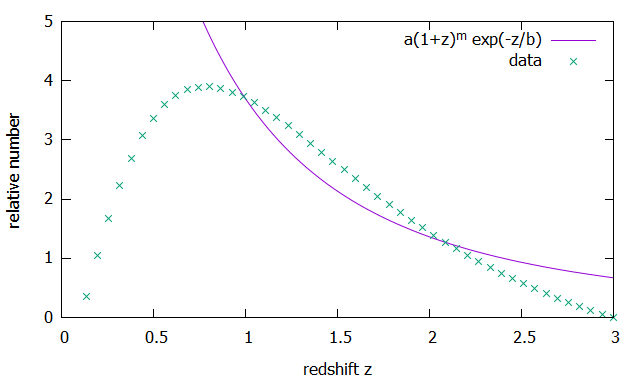 5
4
3
2
1
0
0 0.5 1 1.5 2 2.5 3
relative number
redshift z
a(1+z)ᵐ exp(-z/b)
data